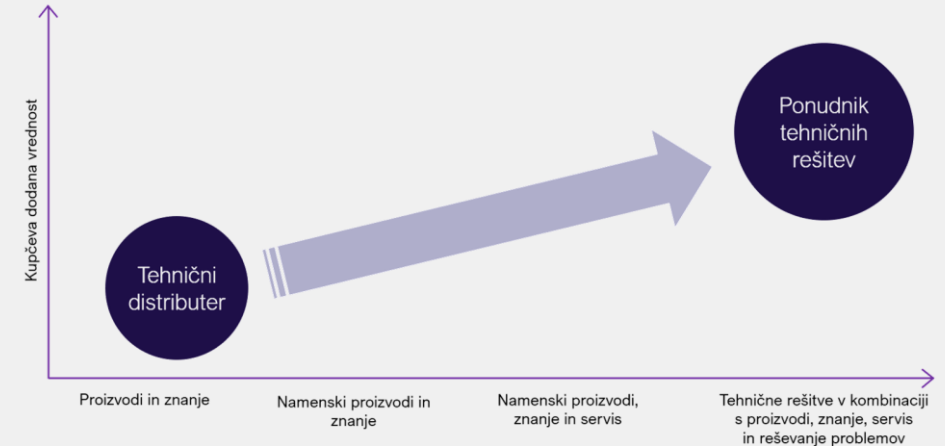 Kupčeva dodana vrednost
Ponudnik
tehničnih
rešitev
Tehnični
distributer
Proizvodi in znanje
Namenski proizvodi in
znanje
Namenski proizvodi,
znanje in servis
Tehnične rešitve v kombinaciji
s proizvodi, znanje, servis
in reševanje problemov